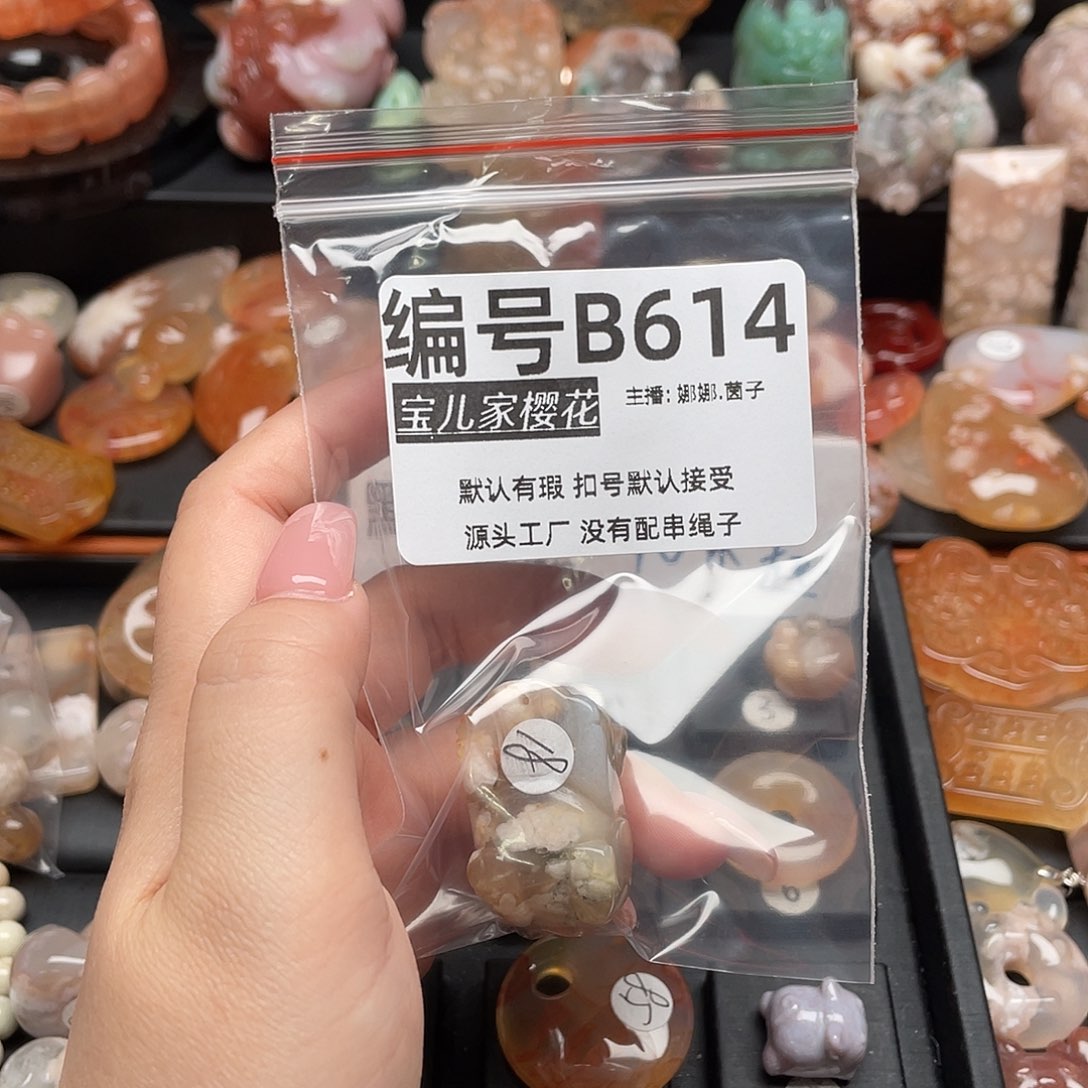 编号B614
宝儿家樱花 主播: 娜娜.菌子
默认有瑕 扣号默认接受
源头工厂 没有配串绳子